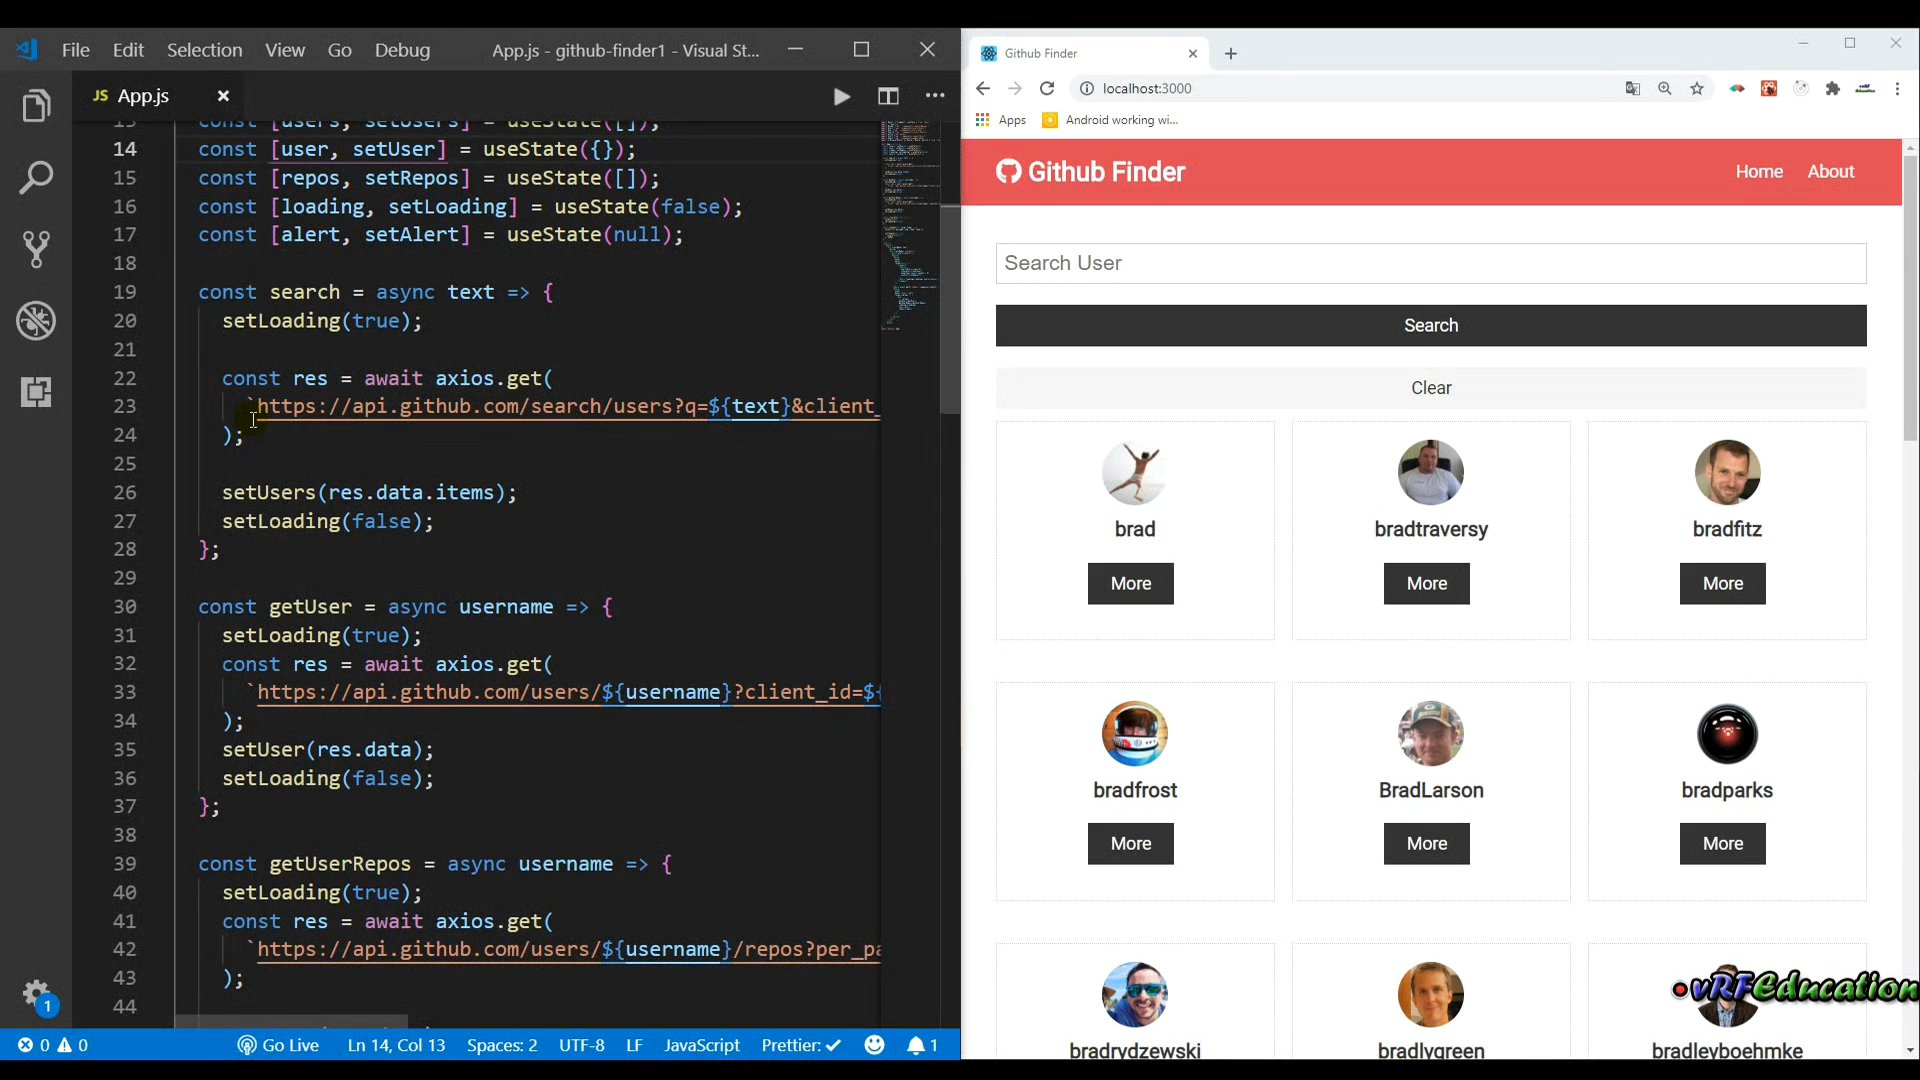 File Edit Selection View Go Debug App.js - github-finder1 - Visual St...
JS App.js
13 const [users, setUsers] = useState([]);
14 const [user, setUser] = useState({});
15 const [repos, setRepos] = useState([]);
16 const [loading, setLoading] = useState(false);
17 const [alert, setAlert] = useState(null);
18
19 const search = async text => {
20 setLoading(true);
21
22 const res = await axios.get(
23 `https://api.github.com/search/users?q=${text}&client_
24 );
25
26 setUsers(res.data.items);
27 setLoading(false);
28 };
29
30 const getUser = async username => {
31 setLoading(true);
32 const res = await axios.get(
33 `https://api.github.com/users/${username}?client_id=${
34 );
35 setUser(res.data);
36 setLoading(false);
37 };
38
39 const getUserRepos = async username => {
40 setLoading(true);
41 const res = await axios.get(
42 `https://api.github.com/users/${username}/repos?per_pa
43 );
44
1
0 0 Go Live Ln 14, Col 13 Spaces: 2 UTF-8 LF JavaScript Prettier: 1
Github Finder
localhost:3000
Apps Android working wi...
Github Finder Home About
Search User
Search
Clear
brad bradtraversy bradfitz
More More More
bradfrost BradLarson bradparks
More More More
bradrydzewski bradlygreen bradleyboehmke
vRFEducation